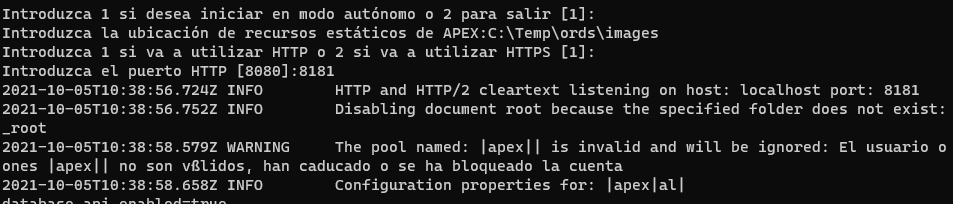 Introduzca 1 si desea iniciar en modo autónomo o 2 para salir [1]:
Introduzca la ubicación de recursos estáticos de APEX:C:\Temp\ords\images
Introduzca 1 si va a utilizar HTTP o 2 si va a utilizar HTTPS [1]:
Introduzca el puerto HTTP [8080]:8181
2021-10-05T10:38:56.724Z INFO        HTTP and HTTP/2 cleartext listening on host: localhost port: 8181
2021-10-05T10:38:56.752Z INFO        Disabling document root because the specified folder does not exist:
_root
2021-10-05T10:38:58.579Z WARNING     The pool named: |apex|| is invalid and will be ignored: El usuario o
ones |apex|| no son vßlidos, han caducado o se ha bloqueado la cuenta
2021-10-05T10:38:58.658Z INFO        Configuration properties for: |apex|al|
database.api.enabled=true